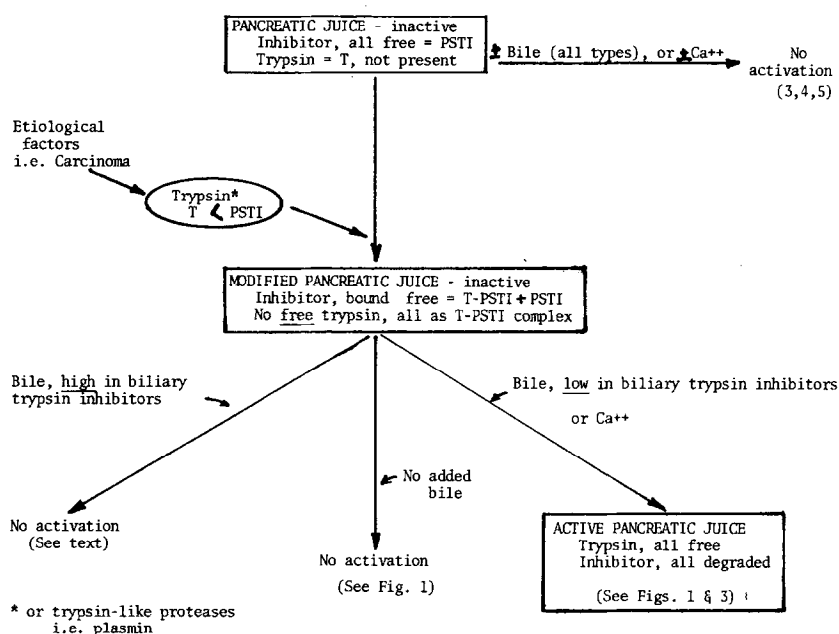 PANCREATIC JUICE - inactive
Inhibitor, all free = PSTI
Trypsin = T, not present
± Bile (all types), or ±Ca++
No
activation
(3,4,5)
Etiological
factors
i.e. Carcinoma
Trypsin*
T < PSTI
MODIFIED PANCREATIC JUICE - inactive
Inhibitor, bound free = T-PSTI + PSTI
No free trypsin, all as T-PSTI complex
Bile, high in biliary
trypsin inhibitors
Bile, low in biliary trypsin inhibitors
or Ca++
No added
bile
No activation
(See text)
No activation
(See Fig. 1)
ACTIVE PANCREATIC JUICE
Trypsin, all free
Inhibitor, all degraded
(See Figs. 1 & 3)
* or trypsin-like proteases
i.e. plasmin